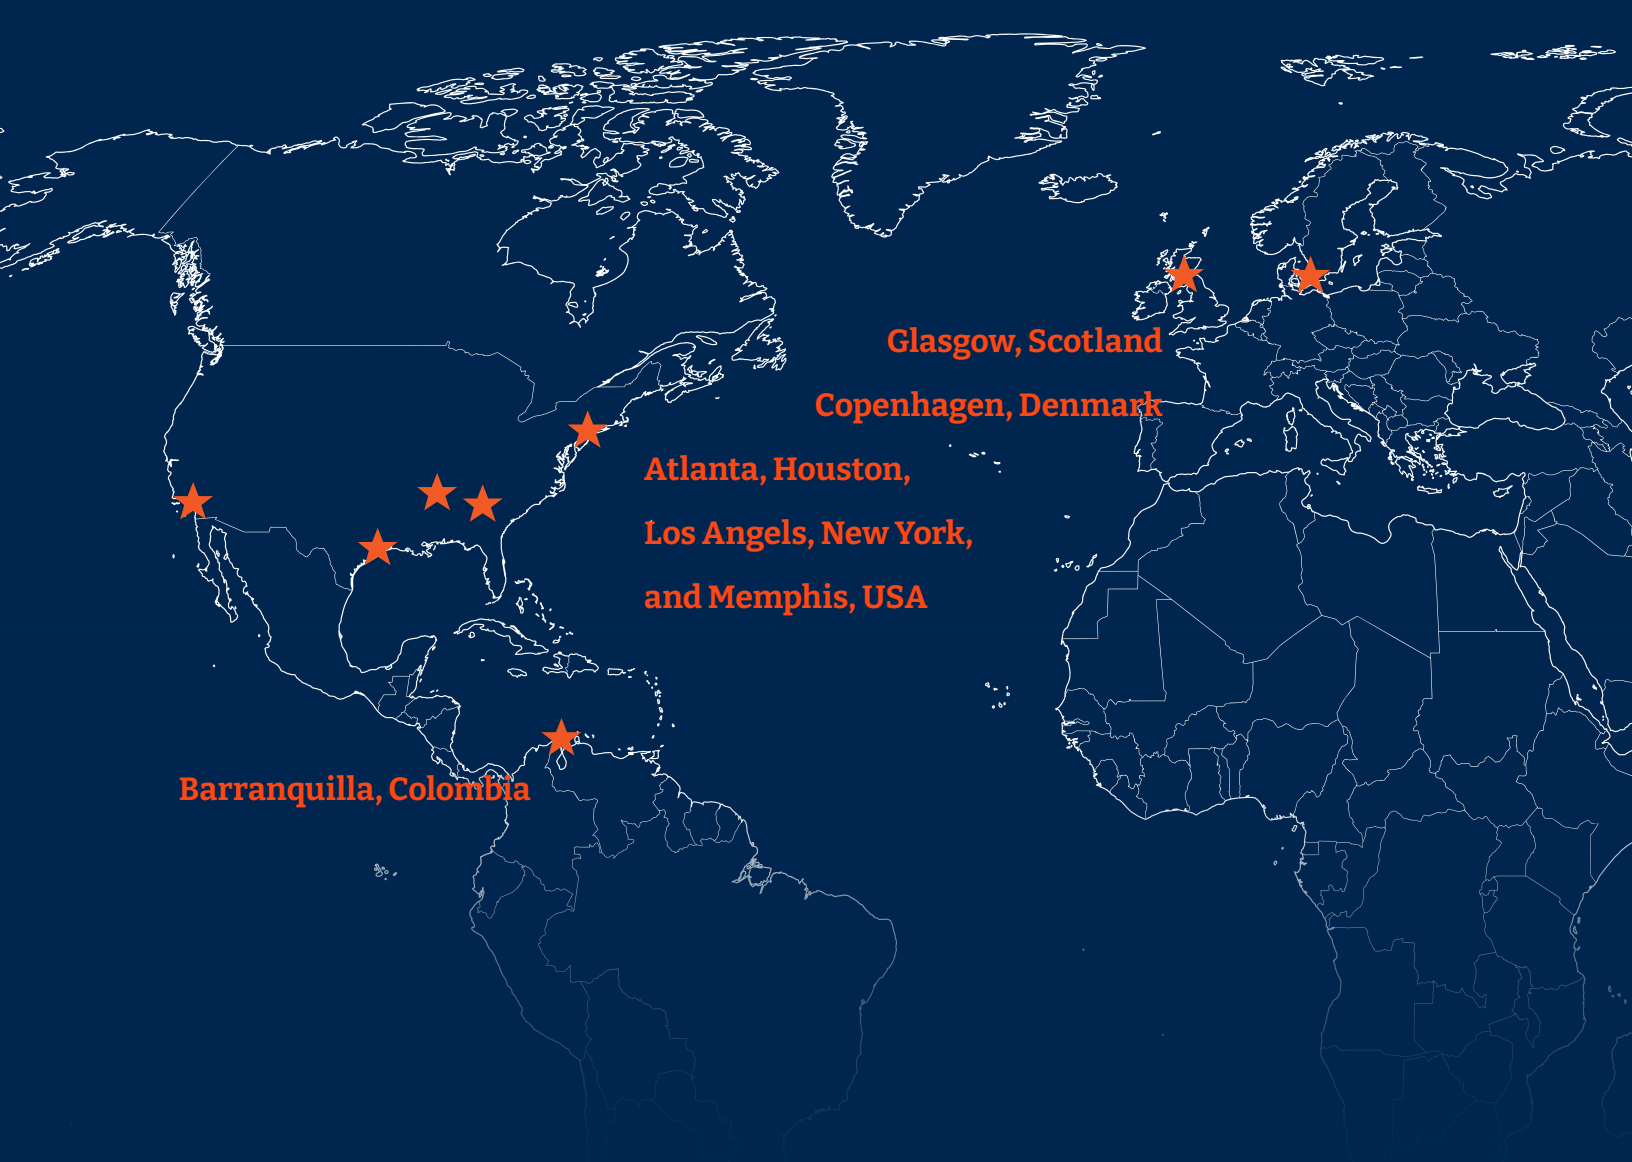 Glasgow, Scotland
Copenhagen, Denmark
Atlanta, Houston,
Los Angels, New York,
and Memphis, USA
Barranquilla, Colombia